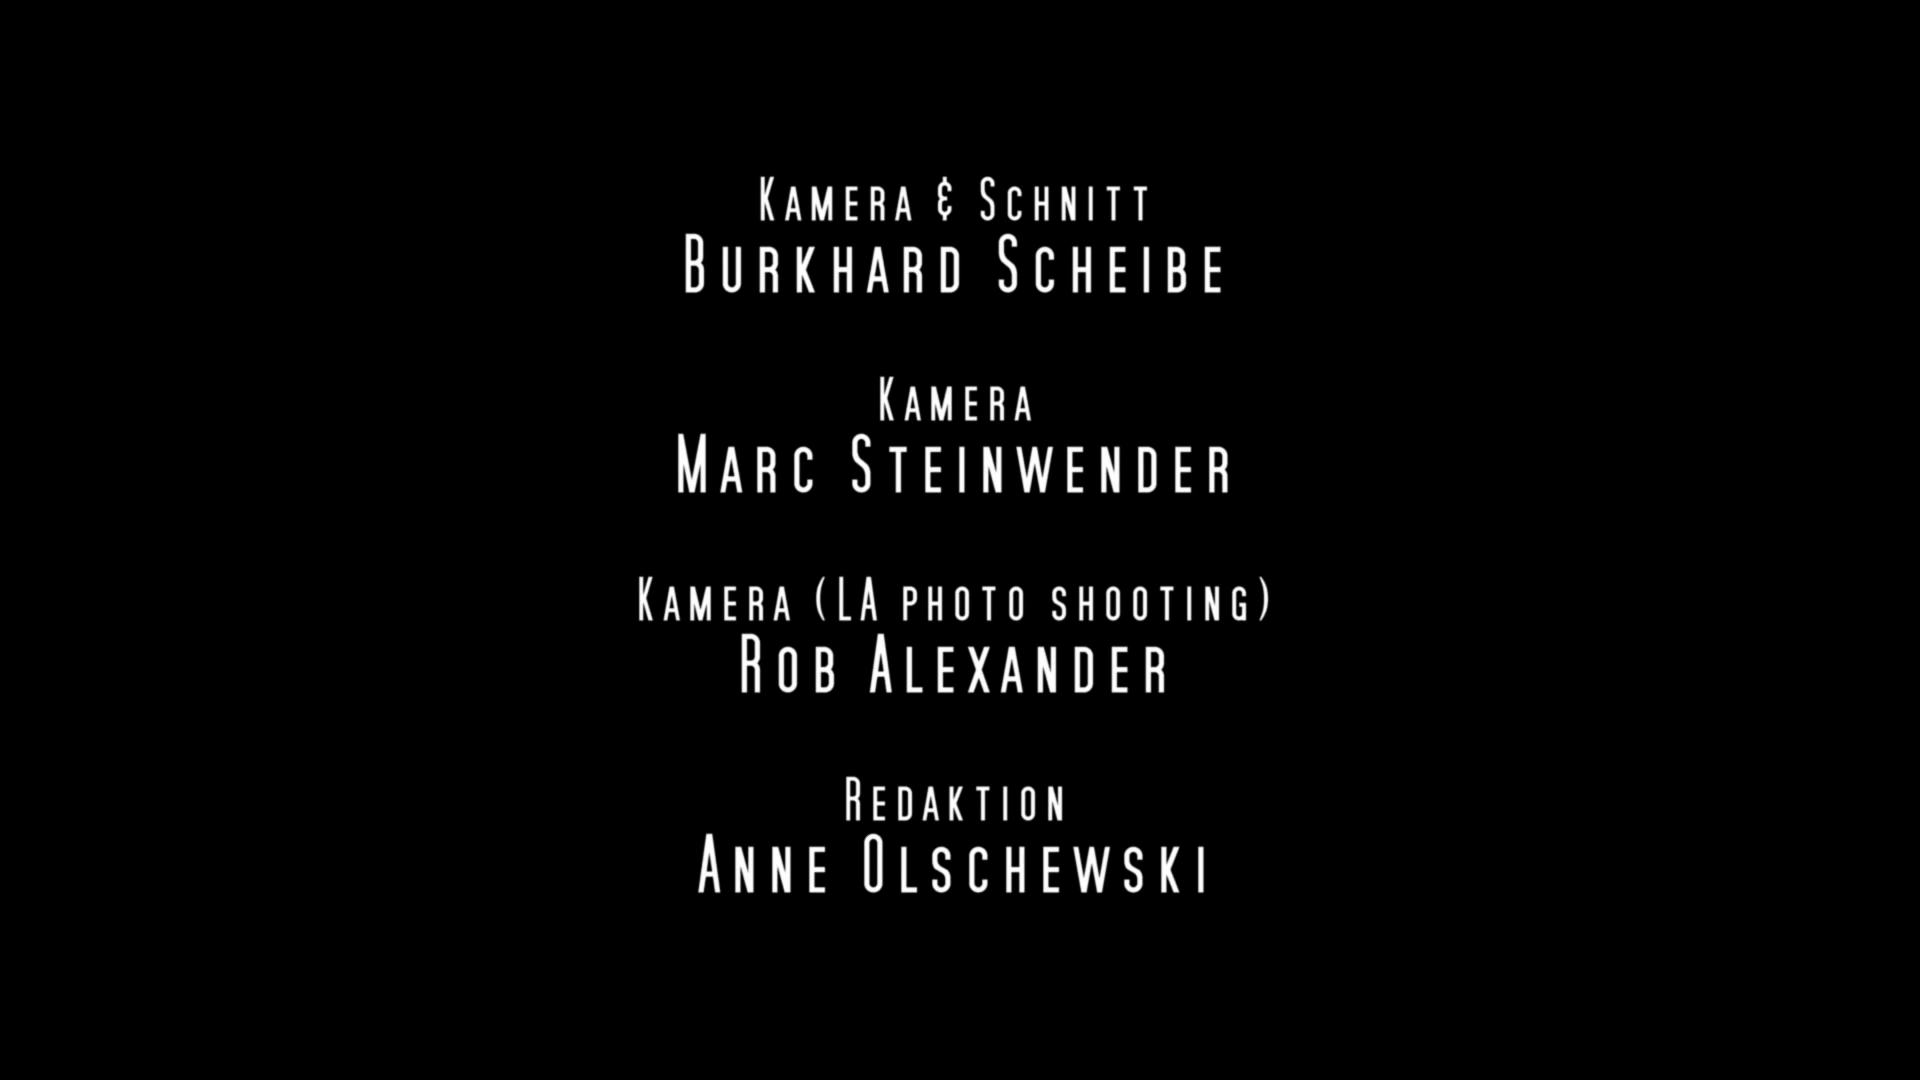 Kamera & Schnitt
Burkhard Scheibe
Kamera
Marc Steinwender
Kamera (LA photo shooting)
Rob Alexander
Redaktion
Anne Olschewski